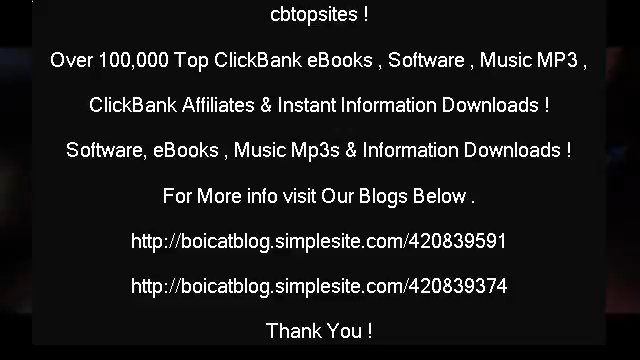 cbtopsites !
Over 100,000 Top ClickBank eBooks , Software , Music MP3 ,
ClickBank Affiliates & Instant Information Downloads !
Software, eBooks , Music Mp3s & Information Downloads !
For More info visit Our Blogs Below .
http://boicatblog.simplesite.com/420839591
http://boicatblog.simplesite.com/420839374
Thank You !